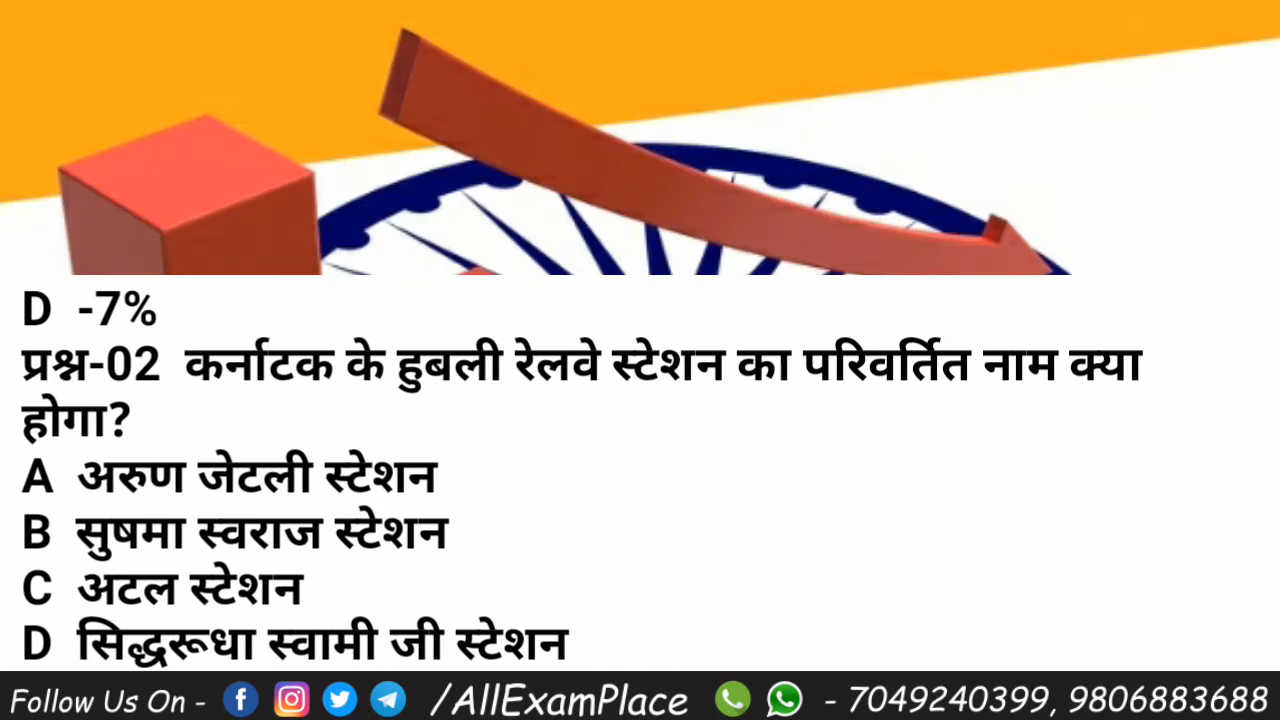 D -7%
प्रश्न-02 कर्नाटक के हुबली रेलवे स्टेशन का परिवर्तित नाम क्या
होगा?
A अरुण जेटली स्टेशन
B सुषमा स्वराज स्टेशन
C अटल स्टेशन
D सिद्धरूधा स्वामी जी स्टेशन
Follow Us On - /AllExamPlace - 7049240399, 9806883688